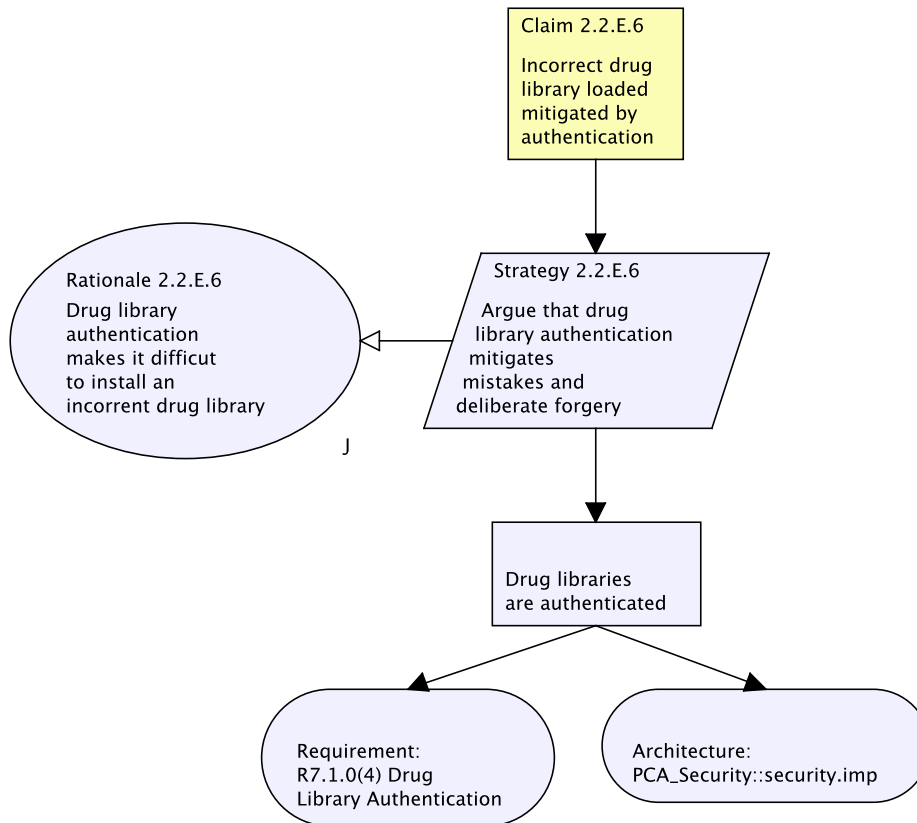 Claim 2.2.E.6
Incorrect drug
library loaded
mitigated by
authentication
Rationale 2.2.E.6
Drug library
authentication
makes it difficut
to install an
incorrent drug library
J
Strategy 2.2.E.6
Argue that drug
library authentication
mitigates
mistakes and
deliberate forgery
Drug libraries
are authenticated
Requirement:
R7.1.0(4) Drug
Library Authentication
Architecture:
PCA_Security::security.imp